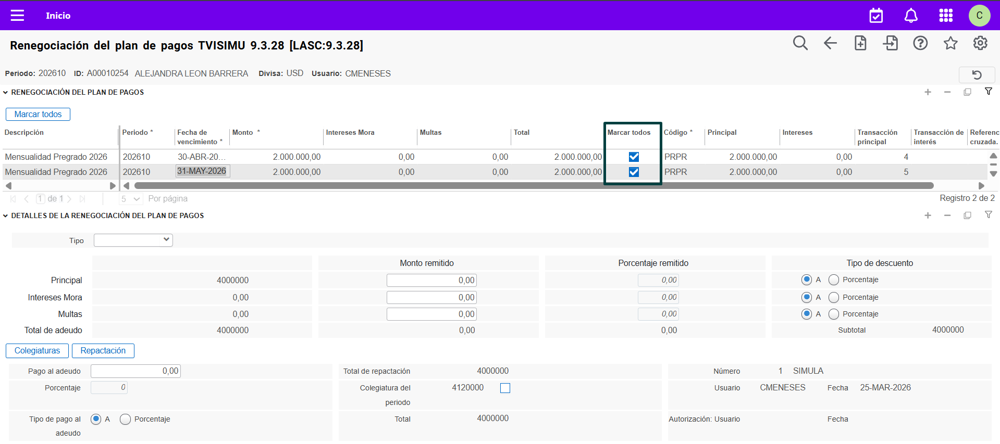 Inicio
C
Renegociación del plan de pagos TVISIMU 9.3.28 [LASC:9.3.28]
Periodo: 202610 ID: A00010254 ALEJANDRA LEON BARRERA Divisa: USD Usuario: CMENESES
RENEGOCIACIÓN DEL PLAN DE PAGOS
Marcar todos
Descripción Periodo * Fecha de vencimiento * Monto * Intereses Mora Multas Total Marcar todos Código * Principal Intereses Transacción principal Transacción de interés Referenc cruzada.
Mensualidad Pregrado 2026 202610 30-ABR-20... 2.000.000,00 0,00 0,00 2.000.000,00 PRPR 2.000.000,00 0,00 4
Mensualidad Pregrado 2026 202610 31-MAY-2026 2.000.000,00 0,00 0,00 2.000.000,00 PRPR 2.000.000,00 0,00 5
1 de 1 5 Por página Registro 2 de 2
DETALLES DE LA RENEGOCIACIÓN DEL PLAN DE PAGOS
Tipo
Monto remitido Porcentaje remitido Tipo de descuento
Principal 4000000 0,00 0,00 A Porcentaje
Intereses Mora 0,00 0,00 0,00 A Porcentaje
Multas 0,00 0,00 0,00 A Porcentaje
Total de adeudo 4000000 0,00 0,00 Subtotal 4000000
Colegiaturas Repactación
Pago al adeudo 0,00 Total de repactación 4000000 Número 1 SIMULA
Porcentaje 0 Colegiatura del periodo 4120000 Usuario CMENESES Fecha 25-MAR-2026
Tipo de pago al adeudo A Porcentaje Total 4000000 Autorización: Usuario Fecha